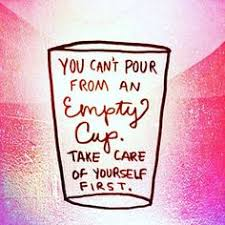 YOU CAN'T POUR
FROM AN
Empty
Cup.
TAKE CARE
OF YOURSELF
FIRST.